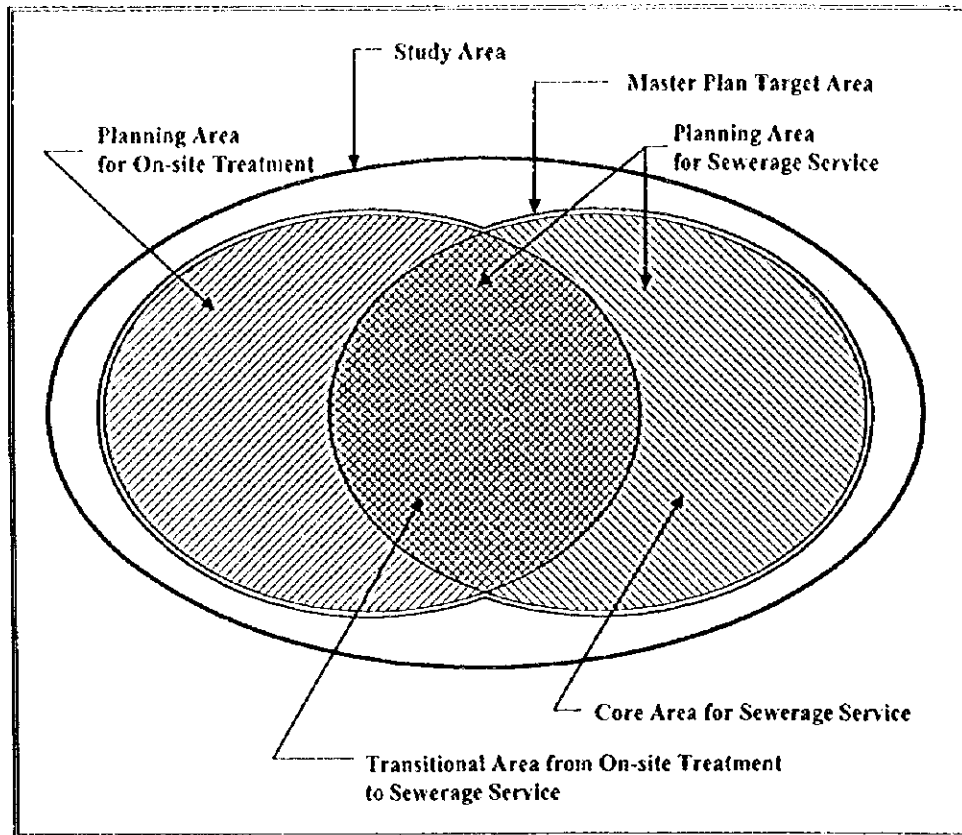 Study Area
Master Plan Target Area
Planning Area
for On-site Treatment
Planning Area
for Sewerage Service
Core Area for Sewerage Service
Transitional Area from On-site Treatment
to Sewerage Service